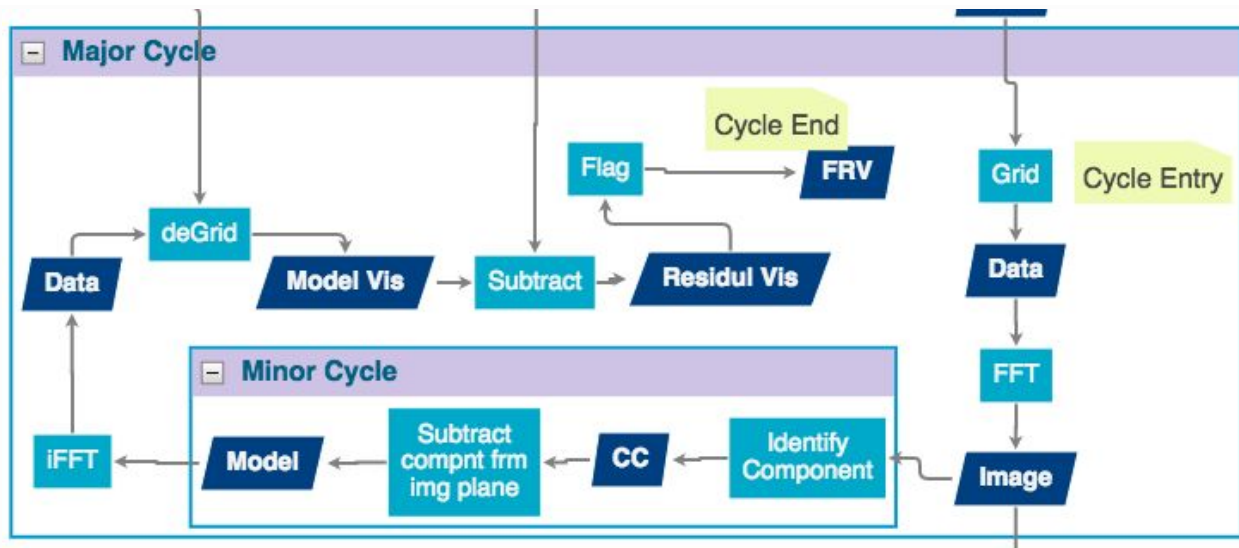 Major Cycle
Cycle End
Flag
FRV
Grid
Cycle Entry
deGrid
Data
Model Vis
Subtract
Residul Vis
Data
Minor Cycle
FFT
iFFT
Model
Subtract
compnt frm
img plane
CC
Identify
Component
Image